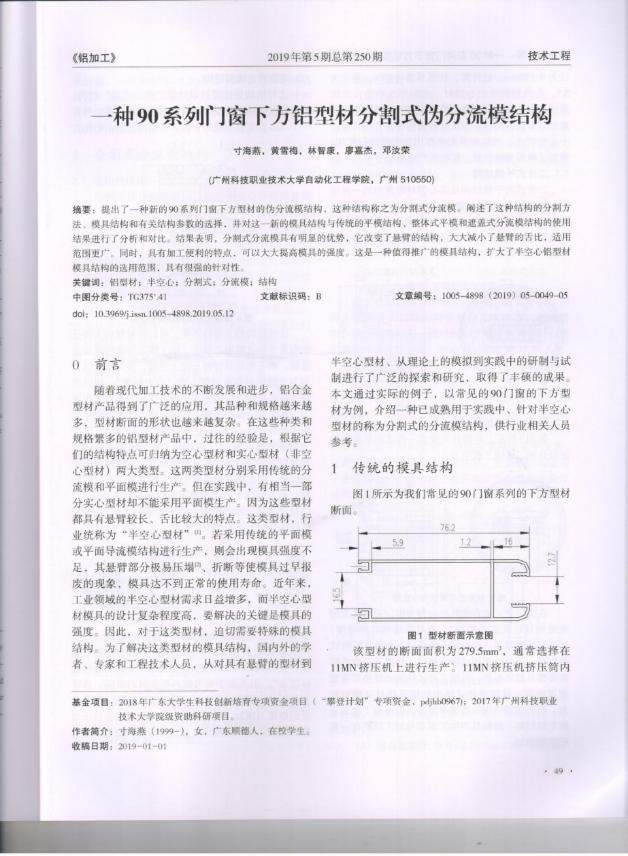 《铝加工》
2019年第5期总第250期
技术工程
一种90系列门窗下方铝型材分割式伪分流模结构
寸海燕，黄雪梅，林智康，廖嘉杰，邓汝荣
(广州科技职业技术大学自动化工程学院，广州 510550)
摘要：提出了一种新的90系列门窗下方型材的伪分流模结构，这种结构称之为分割式分流模。阐述了这种结构的分割方
法、模具结构和有关结构参数的选择，并对这一新的模具结构与传统的平模结构、整体式平模和遮盖式分流模结构的使用
结果进行了分析和对比。结果表明，分割式分流模具有明显的优势，它改变了悬臂的结构，大大减小了悬臂的舌比，适用
范围更广。同时，具有加工便利的特点，可以大大提高模具的强度。这是一种值得推广的模具结构，扩大了半空心铝型材
模具结构的选用范围，具有很强的针对性。
关键词：铝型材；半空心；分割式；分流模；结构
中图分类号：TG375⁺.41
文献标识码：B
文章编号：1005-4898（2019）05-0049-05
doi：10.3969/j.issn.1005-4898.2019.05.12
0 前言
随着现代加工技术的不断发展和进步，铝合金
型材产品得到了广泛的应用，其品种和规格越来越
多，型材断面的形状也越来越复杂。在这些种类和
规格繁多的铝型材产品中，过往的经验是，根据它
们的结构特点可归纳为空心型材和实心型材（非空
心型材）两大类型。这两类型材分别采用传统的分
流模和平面模进行生产。但在实践中，有相当一部
分实心型材却不能采用平面模生产。因为这些型材
都具有悬臂较长、舌比较大的特点。这类型材，行
业统称为“半空心型材”[1]。若采用传统的平面模
或平面导流模结构进行生产，则会出现模具强度不
足，其悬臂部分极易压塌[2]、折断等使模具过早报
废的现象，模具达不到正常的使用寿命。近年来，
工业领域的半空心型材需求日益增多，而半空心型
材模具的设计复杂程度高，要解决的关键是模具的
强度。因此，对于这类型材，迫切需要特殊的模具
结构。为了解决这类型材的模具结构，国内外的学
者、专家和工程技术人员，从对具有悬臂的型材到
半空心型材、从理论上的模拟到实践中的研制与试
制进行了广泛的探索和研究，取得了丰硕的成果。
本文通过实际的例子，以常见的90门窗的下方型
材为例，介绍一种已成熟用于实践中、针对半空心
型材的称为分割式的分流模结构，供行业相关人员
参考。
1 传统的模具结构
图1所示为我们常见的90门窗系列的下方型材
断面。
76.2
5.9
1.2
16
12.7
16.5
图1 型材断面示意图
该型材的断面面积为279.5mm²，通常选择在
11MN挤压机上进行生产。11MN挤压机挤压筒内
基金项目：2018年广东大学生科技创新培育专项资金项目（“攀登计划”专项资金，pdjhb0967)；2017年广州科技职业
技术大学院级资助科研项目。
作者简介：寸海燕（1999-)，女，广东顺德人，在校学生。
收稿日期：2019-01-01
· 49 ·